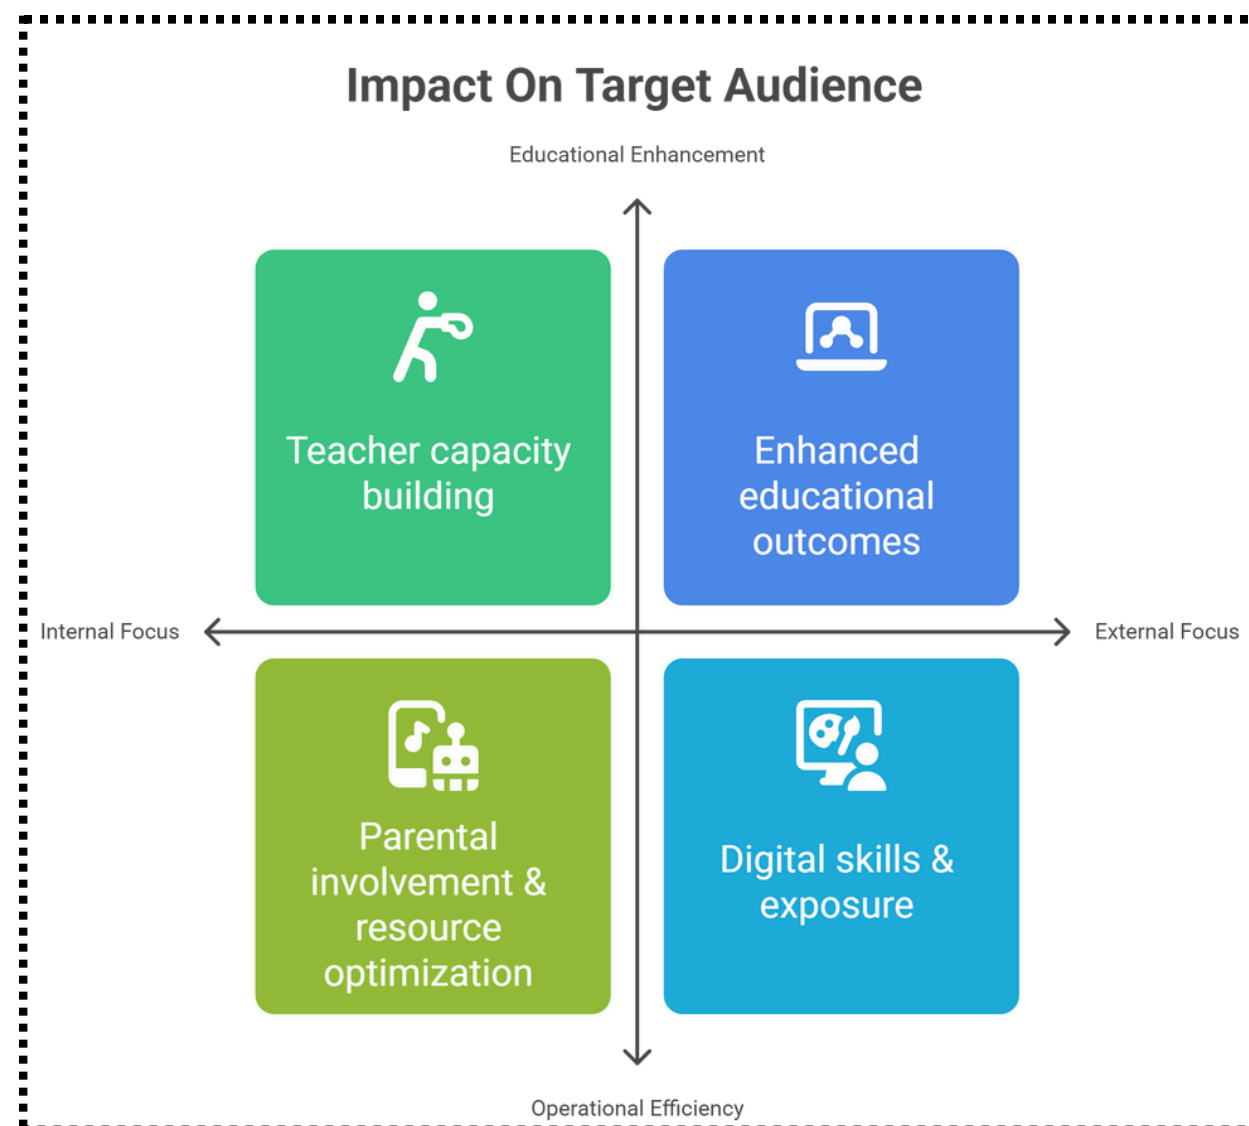 Impact On Target Audience
Educational Enhancement
Teacher capacity
building
Enhanced
educational
outcomes
Internal Focus
External Focus
Parental
involvement &
resource
optimization
Digital skills &
exposure
Operational Efficiency